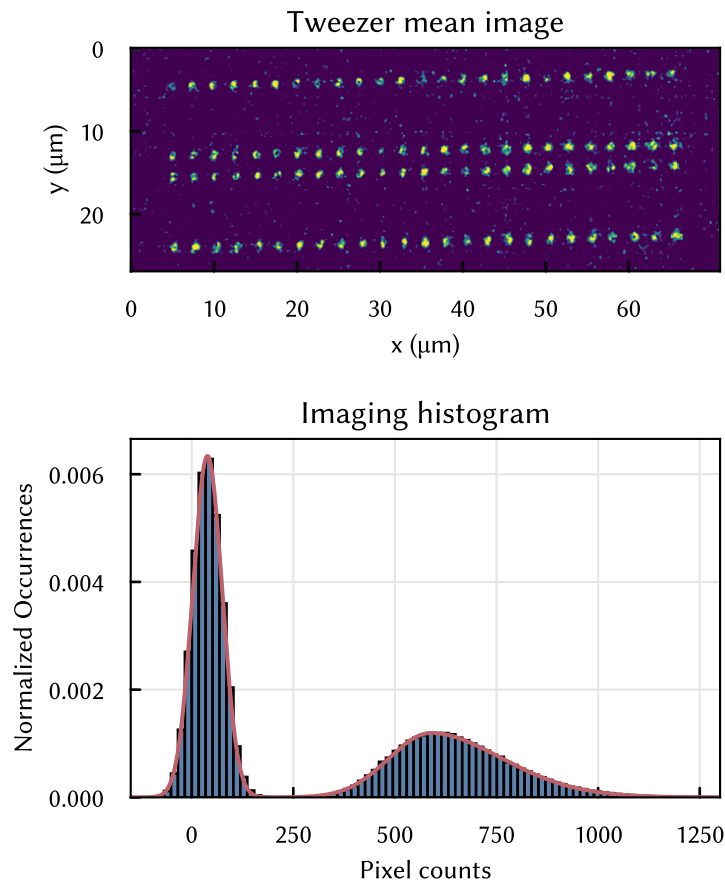 Tweezer mean image
0
10
20
y (μm)
0 10 20 30 40 50 60
x (μm)
Imaging histogram
0.006
0.004
0.002
0.000
Normalized Occurrences
0 250 500 750 1000 1250
Pixel counts